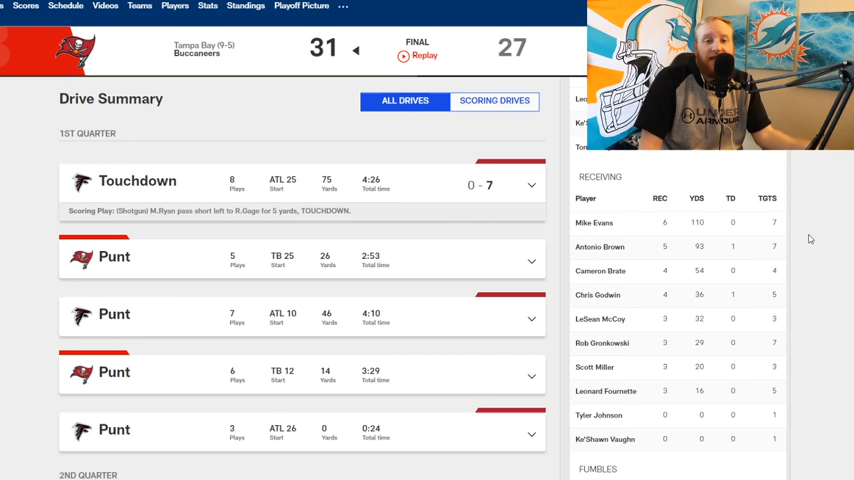 s Scores Schedule Videos Teams Players Stats Standings Playoff Picture ...
Tampa Bay (9-5)
Buccaneers
31
FINAL
Replay
27
Drive Summary
ALL DRIVES
SCORING DRIVES
1ST QUARTER
Touchdown
8
Plays
ATL 25
Start
75
Yards
4:26
Total time
0 - 7
Scoring Play: (Shotgun) M.Ryan pass short left to R.Gage for 5 yards, TOUCHDOWN.
Punt
5
Plays
TB 25
Start
26
Yards
2:53
Total time
Punt
7
Plays
ATL 10
Start
46
Yards
4:10
Total time
Punt
6
Plays
TB 12
Start
14
Yards
3:29
Total time
Punt
3
Plays
ATL 26
Start
0
Yards
0:24
Total time
2ND QUARTER
Leo
Ke'S
Tom
RECEIVING
Player REC YDS TD TGTS
Mike Evans 6 110 0 7
Antonio Brown 5 93 1 7
Cameron Brate 4 54 0 4
Chris Godwin 4 36 1 5
LeSean McCoy 3 32 0 3
Rob Gronkowski 3 29 0 7
Scott Miller 3 20 0 3
Leonard Fournette 3 16 0 5
Tyler Johnson 0 0 0 1
Ke'Shawn Vaughn 0 0 0 1
FUMBLES
UNDER
ARMOUR